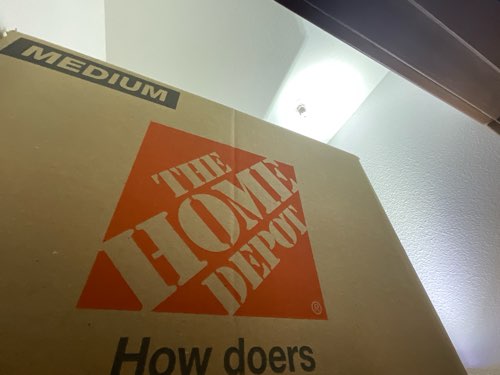 MEDIUM
THE
HOME
DEPOT
®
How doers